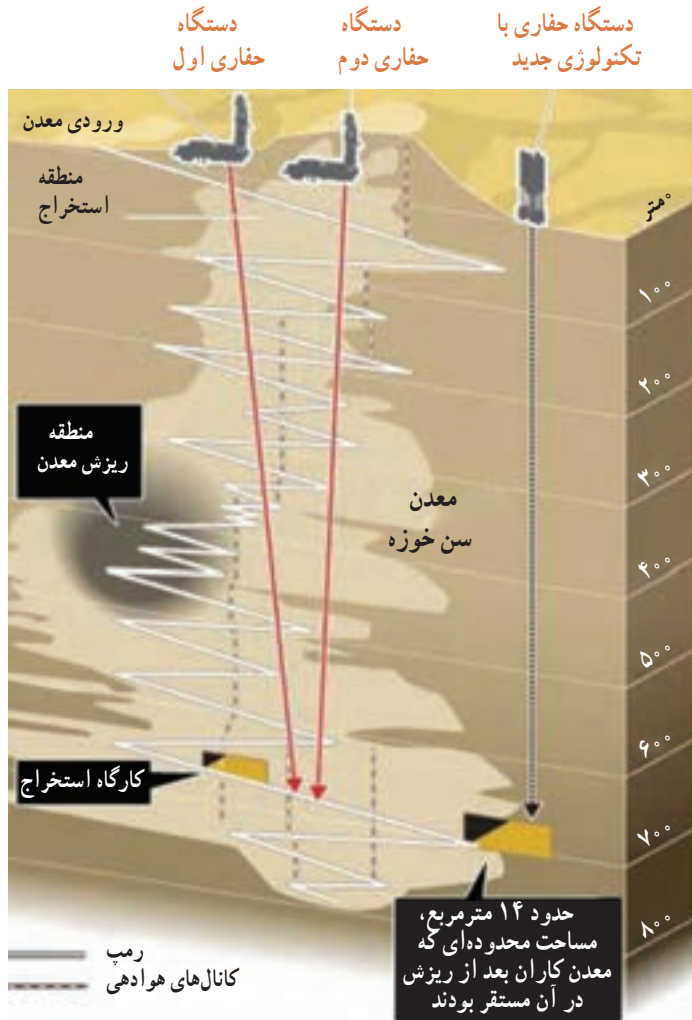 دستگاه حفاری با
تکنولوژی جدید
دستگاه
حفاری دوم
دستگاه
حفاری اول
ورودی معدن
منطقه
استخراج
۰متر
۱۰۰
۲۰۰
۳۰۰
۴۰۰
۵۰۰
۶۰۰
۷۰۰
۸۰۰
منطقه
ریزش معدن
معدن
سن خوزه
کارگاه استخراج
حدود ۱۴ مترمربع،
مساحت محدوده‌ای که
معدن کاران بعد از ریزش
در آن مستقر بودند
رمپ
کانال‌های هوادهی